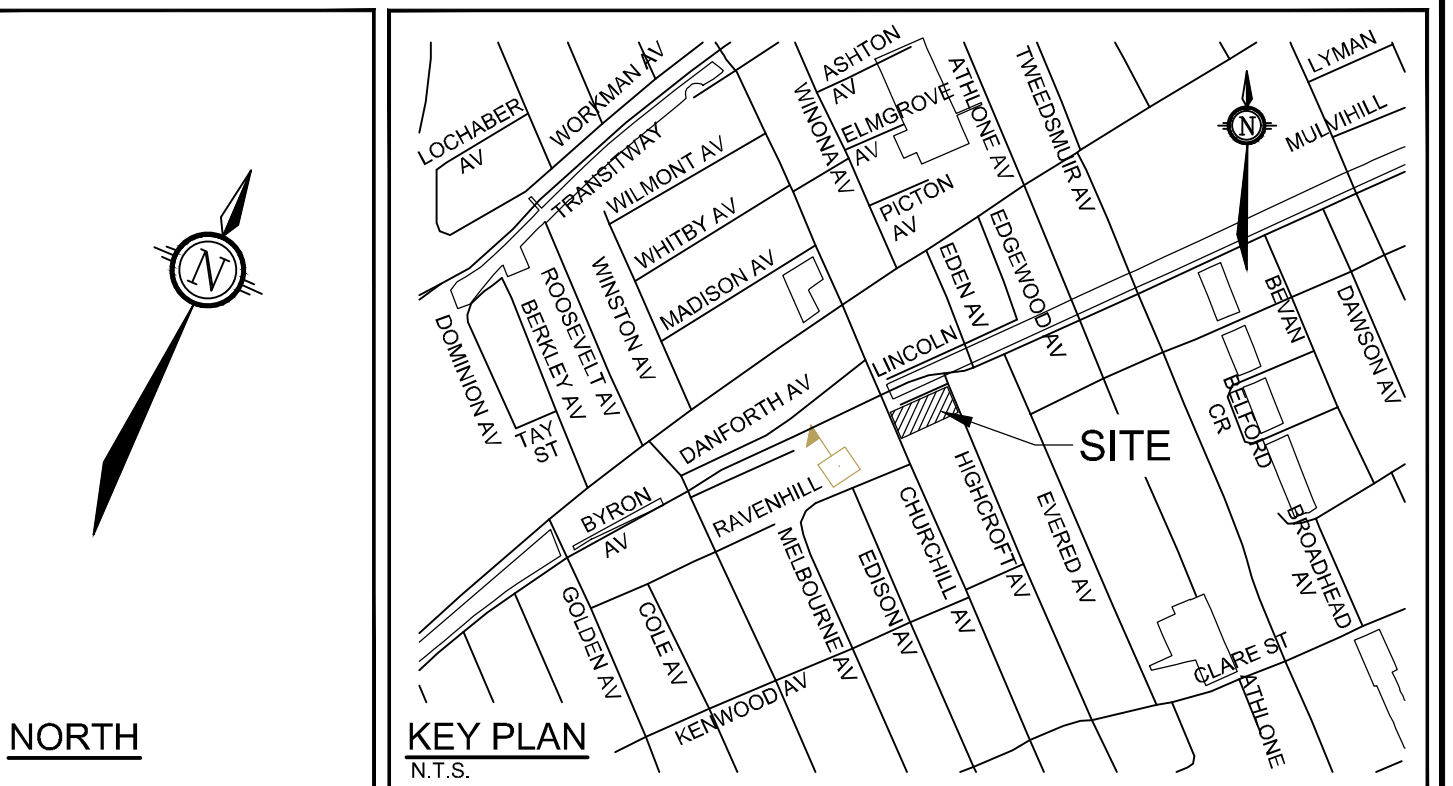 N
NORTH
LOCHABER
AV
WORKMAN AV
TRANSITWAY
WILMONT AV
WHITBY AV
MADISON AV
WINONA AV
ASHTON
AV
ELMGROVE
AV
PICTON
AV
ATHLONE AV
TWEEDSMUIR AV
LYMAN
MULVIHILL
N
DOMINION AV
BERKLEY AV
ROOSEVELT AV
WINSTON AV
TAY
ST
EDEN AV
EDGEWOOD AV
LINCOLN
DANFORTH AV
BEVAN
DAWSON AV
BELFORD
CR
BROADHEAD
AV
SITE
BYRON
AV
RAVENHILL
GOLDEN AV
COLE AV
MELBOURNE AV
EDISON AV
CHURCHILL AV
HIGHCROFT AV
EVERED AV
KENWOOD AV
CLARE ST
ATHLONE
KEY PLAN
N.T.S.